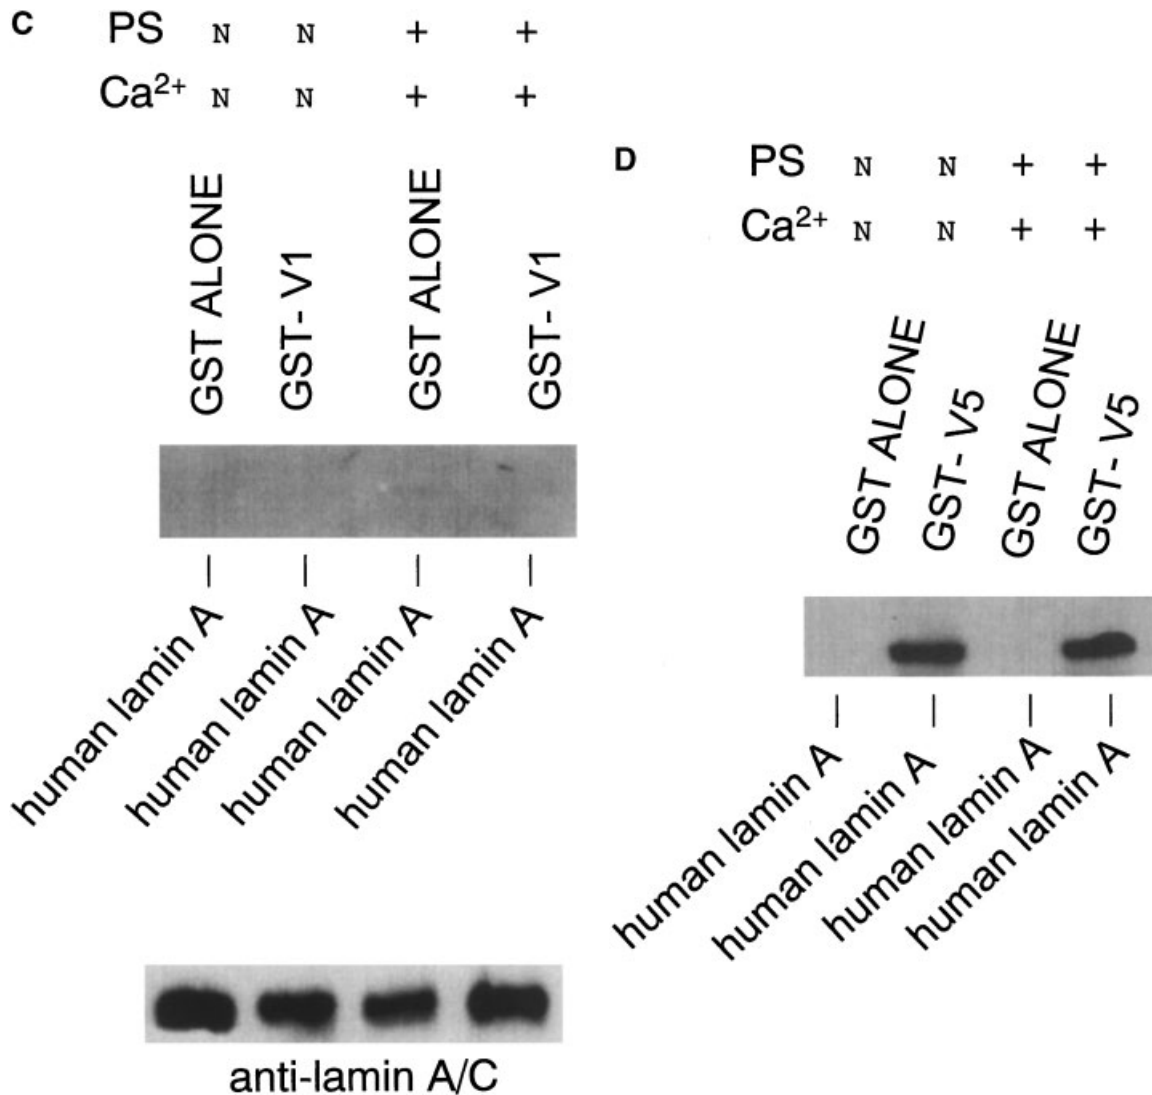 C
PS N N + +
Ca²⁺ N N + +
GST ALONE
GST- V1
GST ALONE
GST- V1
human lamin A
human lamin A
human lamin A
human lamin A
anti-lamin A/C
D
PS N N + +
Ca²⁺ N N + +
GST ALONE
GST- V5
GST ALONE
GST- V5
human lamin A
human lamin A
human lamin A
human lamin A